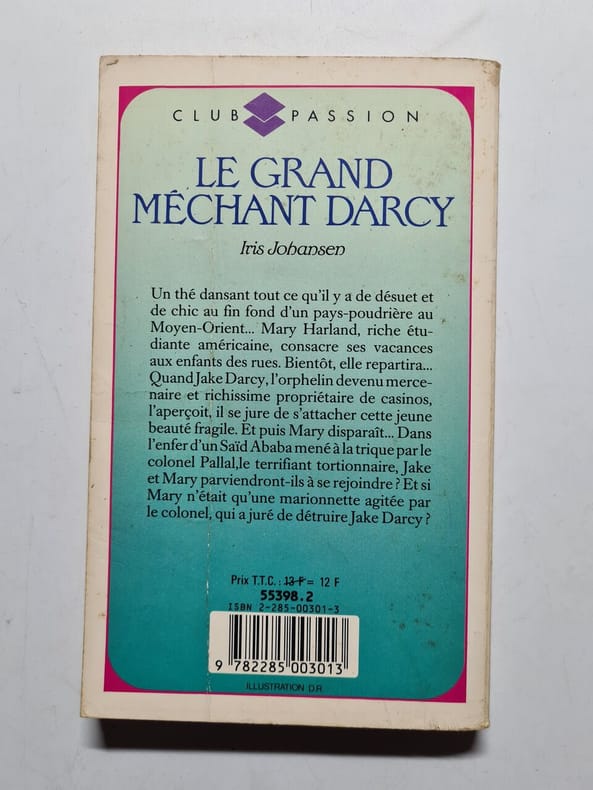 CLUB PASSION
LE GRAND
MÉCHANT DARCY
Iris Johansen
Un thé dansant tout ce qu'il y a de désuet et
de chic au fin fond d'un pays-poudrière au
Moyen-Orient... Mary Harland, riche étu-
diante américaine, consacre ses vacances
aux enfants des rues. Bientôt, elle repartira...
Quand Jake Darcy, l'orphelin devenu merce-
naire et richissime propriétaire de casinos,
l'aperçoit, il se jure de s'attacher cette jeune
beauté fragile. Et puis Mary disparaît... Dans
l'enfer d'un Saïd Ababa mené à la trique par le
colonel Pallal,le terrifiant tortionnaire, Jake
et Mary parviendront-ils à se rejoindre ? Et si
Mary n'était qu'une marionnette agitée par
le colonel, qui a juré de détruire Jake Darcy ?
Prix T.T.C. : 13 F = 12 F
55398.2
ISBN 2-285-00301-3
9 782285 003013
ILLUSTRATION D.R